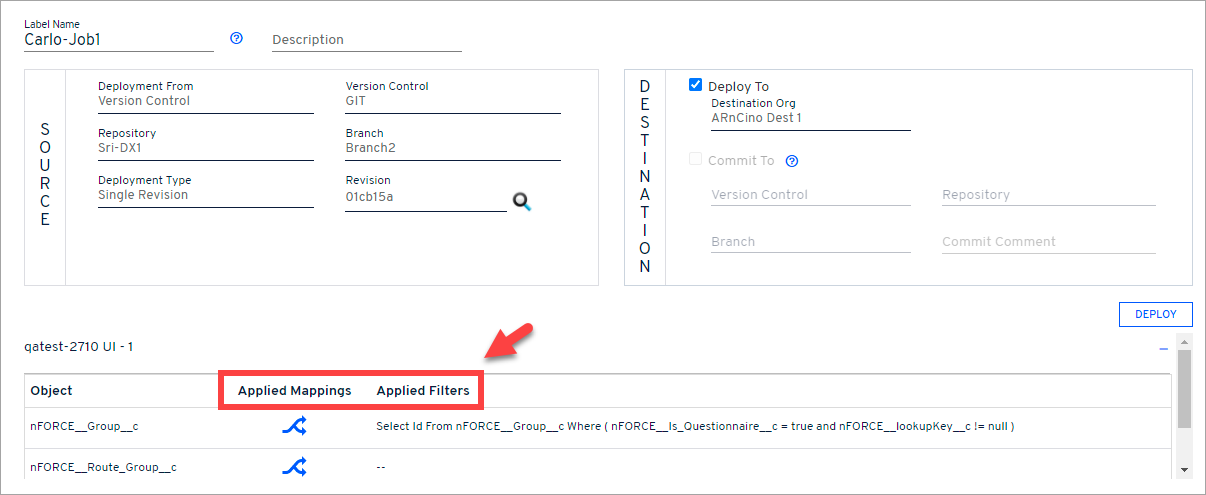 Label Name
Carlo-Job1
Description
SOURCE
Deployment From
Version Control
Version Control
GIT
Repository
Sri-DX1
Branch
Branch2
Deployment Type
Single Revision
Revision
01cb15a
DESTINATION
Deploy To
Destination Org
ARnCino Dest 1
Commit To
Version Control
Repository
Branch
Commit Comment
DEPLOY
qatest-2710 UI - 1
Object Applied Mappings Applied Filters
nFORCE__Group__c Select Id From nFORCE__Group__c Where ( nFORCE__Is_Questionnaire__c = true and nFORCE__lookupKey__c != null )
nFORCE__Route_Group__c --